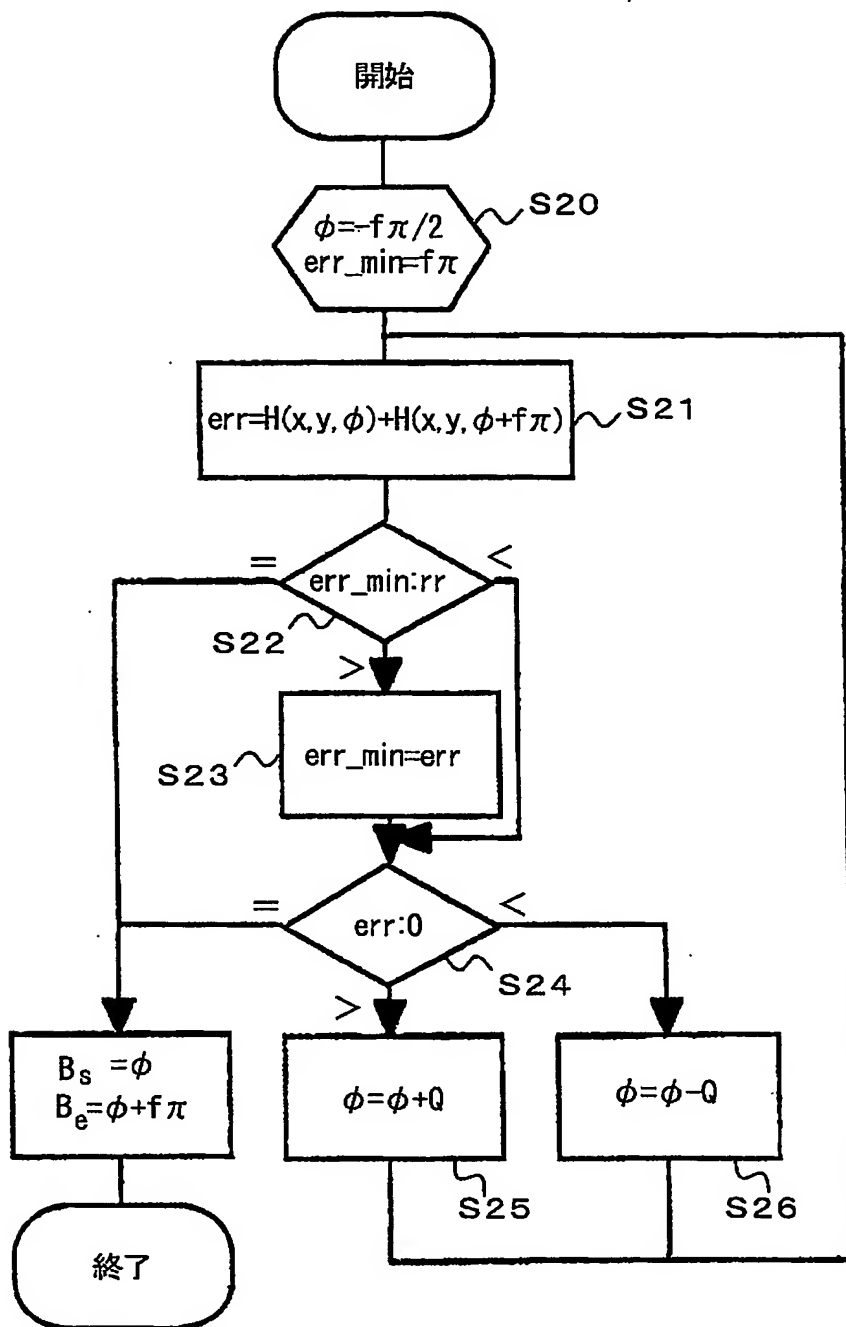 開始
φ=-fπ/2
err_min=fπ
S20
err=H(x,y,φ)+H(x,y,φ+fπ)
S21
=
<
err_min:rr
S22
>
err_min=err
S23
=
<
err:0
S24
>
Bs =φ
Be=φ+fπ
φ=φ+Q
φ=φ-Q
S25
S26
終了